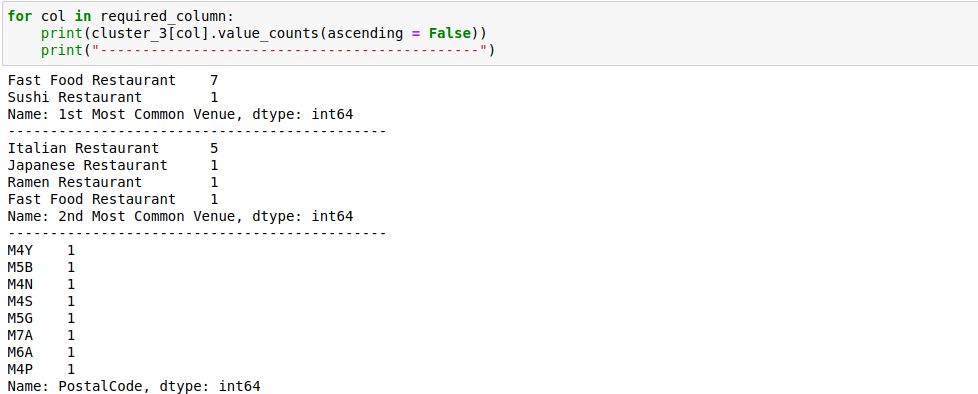 for col in required_column:
    print(cluster_3[col].value_counts(ascending = False))
    print("---------------------------------------------")
Fast Food Restaurant    7
Sushi Restaurant        1
Name: 1st Most Common Venue, dtype: int64
---------------------------------------------
Italian Restaurant      5
Japanese Restaurant     1
Ramen Restaurant        1
Fast Food Restaurant    1
Name: 2nd Most Common Venue, dtype: int64
---------------------------------------------
M4Y    1
M5B    1
M4N    1
M4S    1
M5G    1
M7A    1
M6A    1
M4P    1
Name: PostalCode, dtype: int64